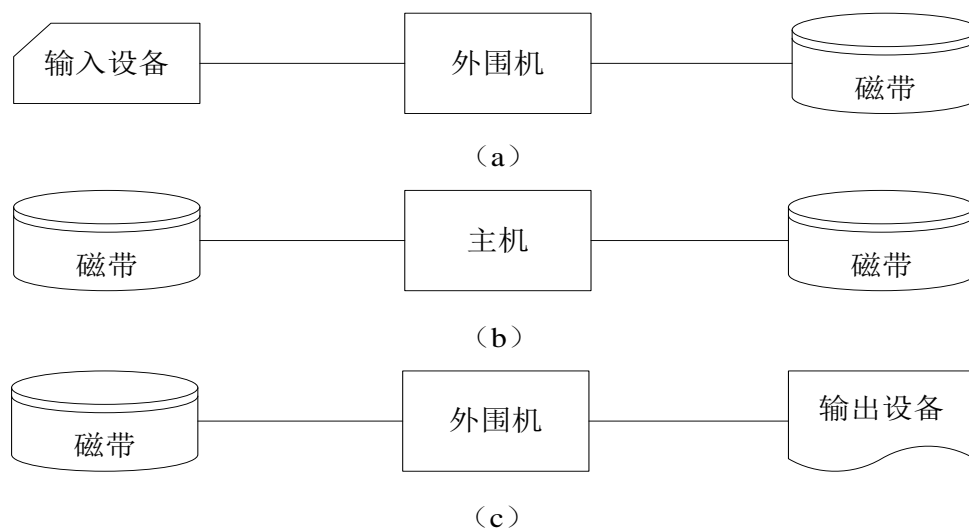 输入设备 外围机 磁带
（a）
磁带 主机 磁带
（b）
磁带 外围机 输出设备
（c）